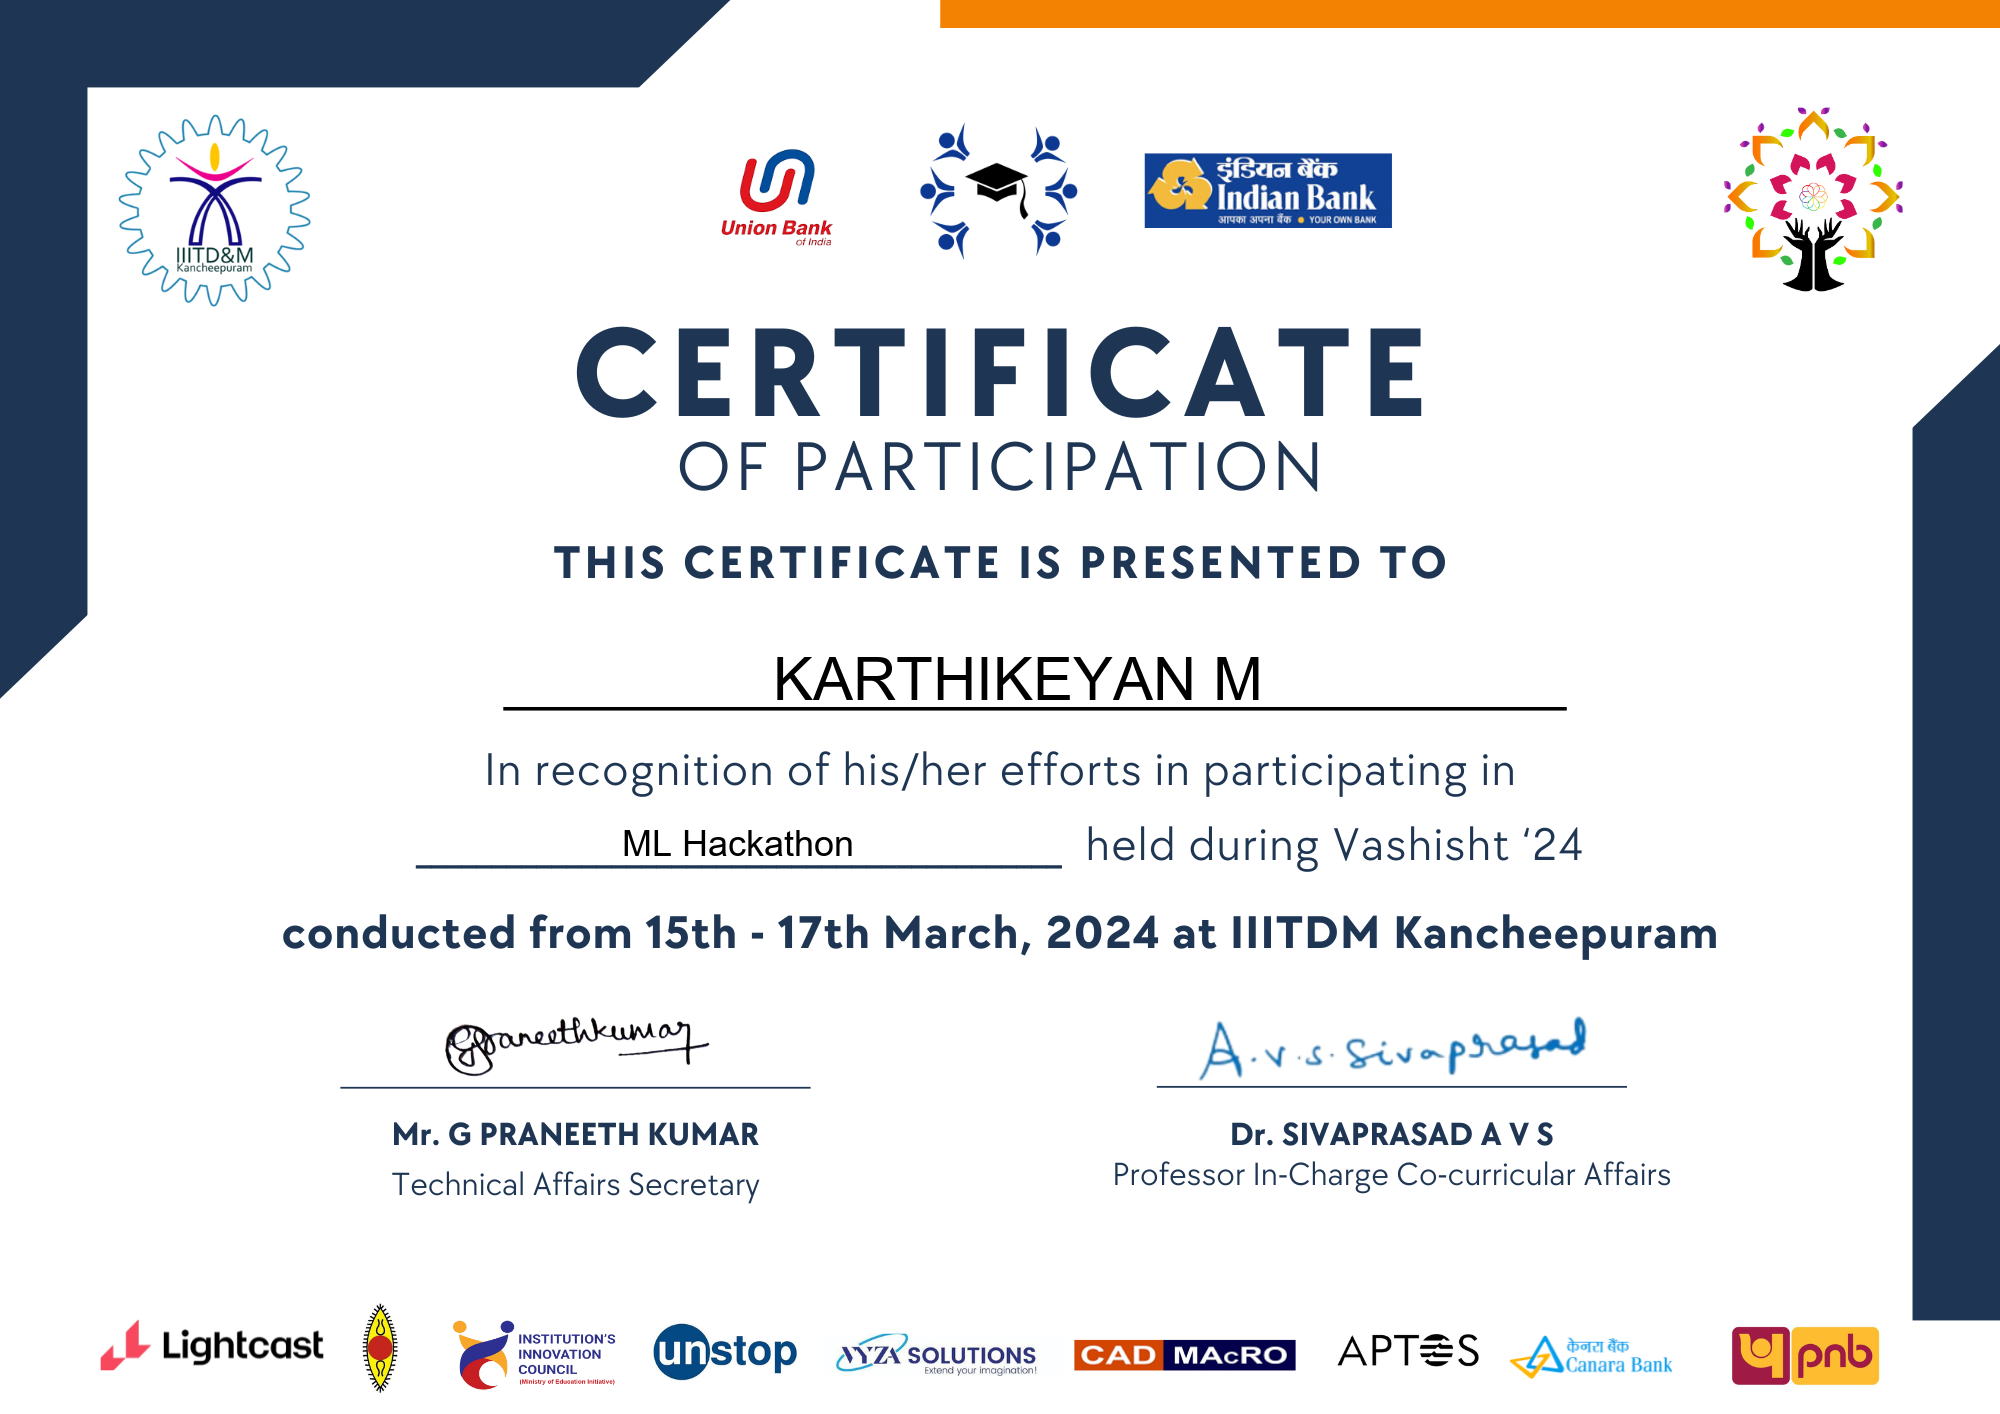 IIITD&M
Kancheepuram
Union Bank
of India
इंडियन बैंक
Indian Bank
आपका अपना बैंक ● YOUR OWN BANK
CERTIFICATE
OF PARTICIPATION
THIS CERTIFICATE IS PRESENTED TO
KARTHIKEYAN M
In recognition of his/her efforts in participating in
ML Hackathon held during Vashisht ‘24
conducted from 15th - 17th March, 2024 at IIITDM Kancheepuram
GPraneethkumar
A.V.S. Sivaprasad
Mr. G PRANEETH KUMAR
Technical Affairs Secretary
Dr. SIVAPRASAD A V S
Professor In-Charge Co-curricular Affairs
Lightcast
INSTITUTION'S
INNOVATION
COUNCIL
(Ministry of Education Initiative)
unstop
SOLUTIONS
Extend your imagination!
CAD MAcRO
APTOS
केनरा बैंक
Canara Bank
pnb